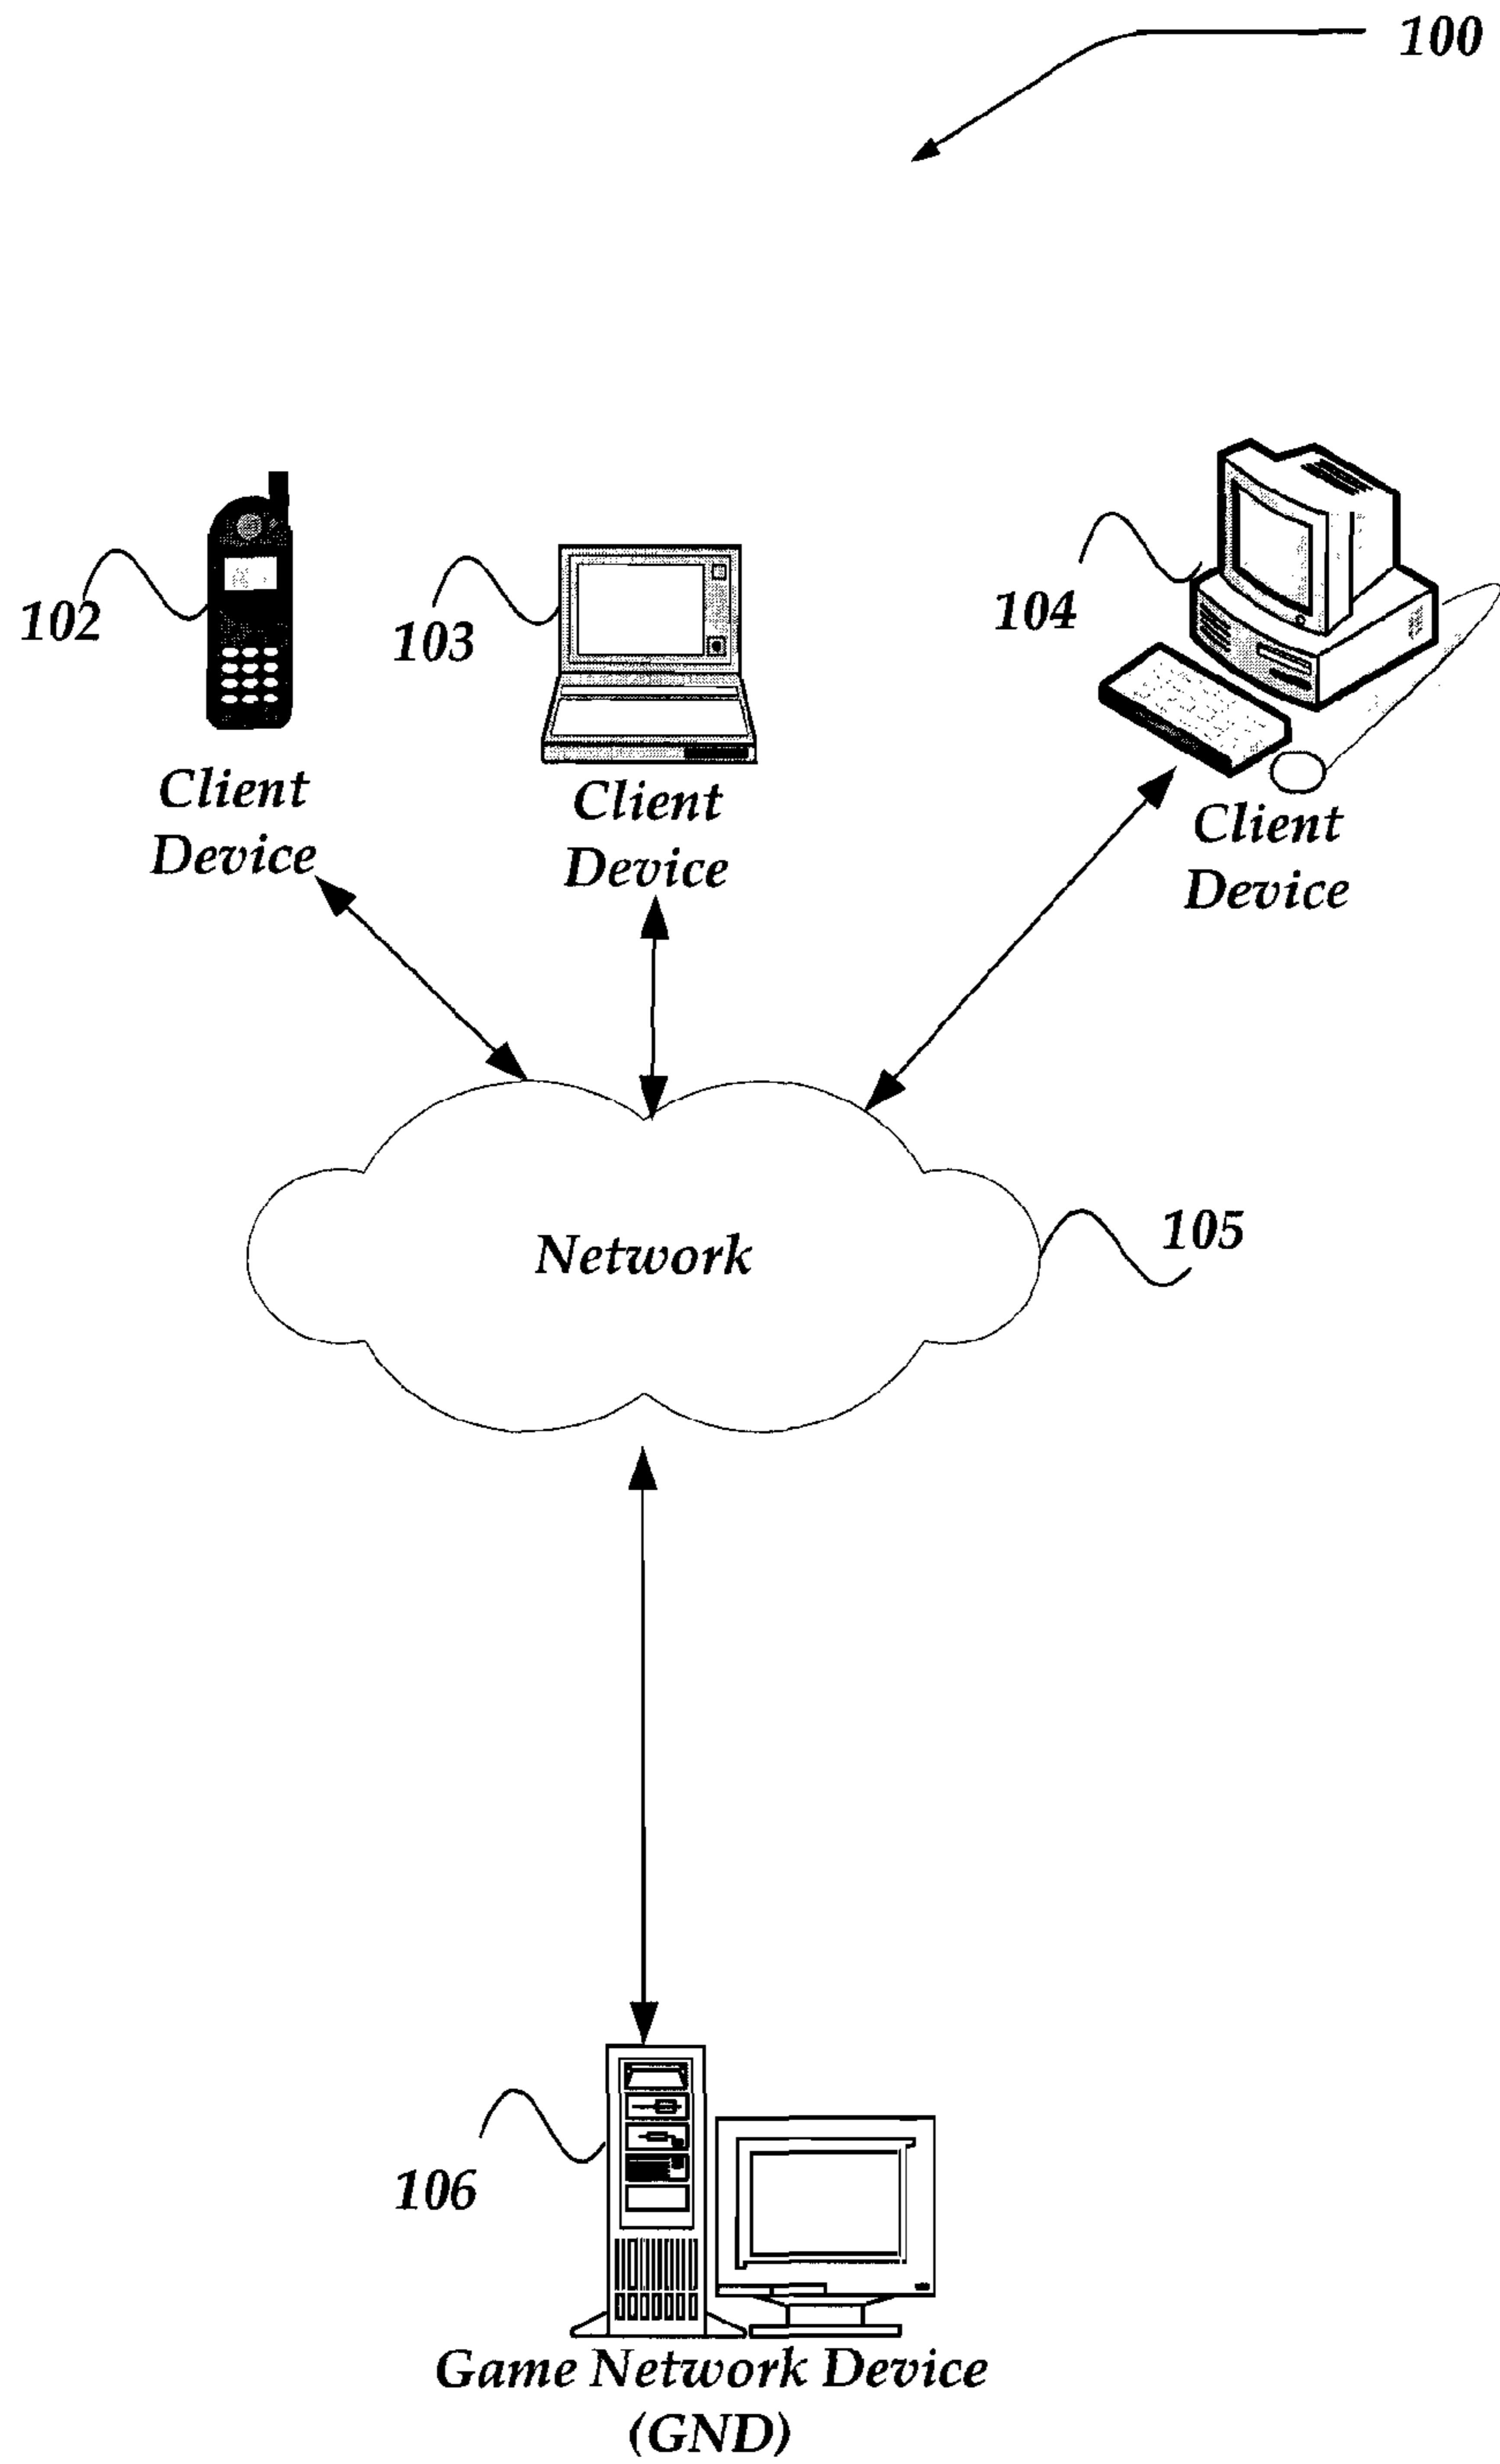 100
102
103
104
Client
Device
Client
Device
Client
Device
Network
105
106
Game Network Device
(GND)